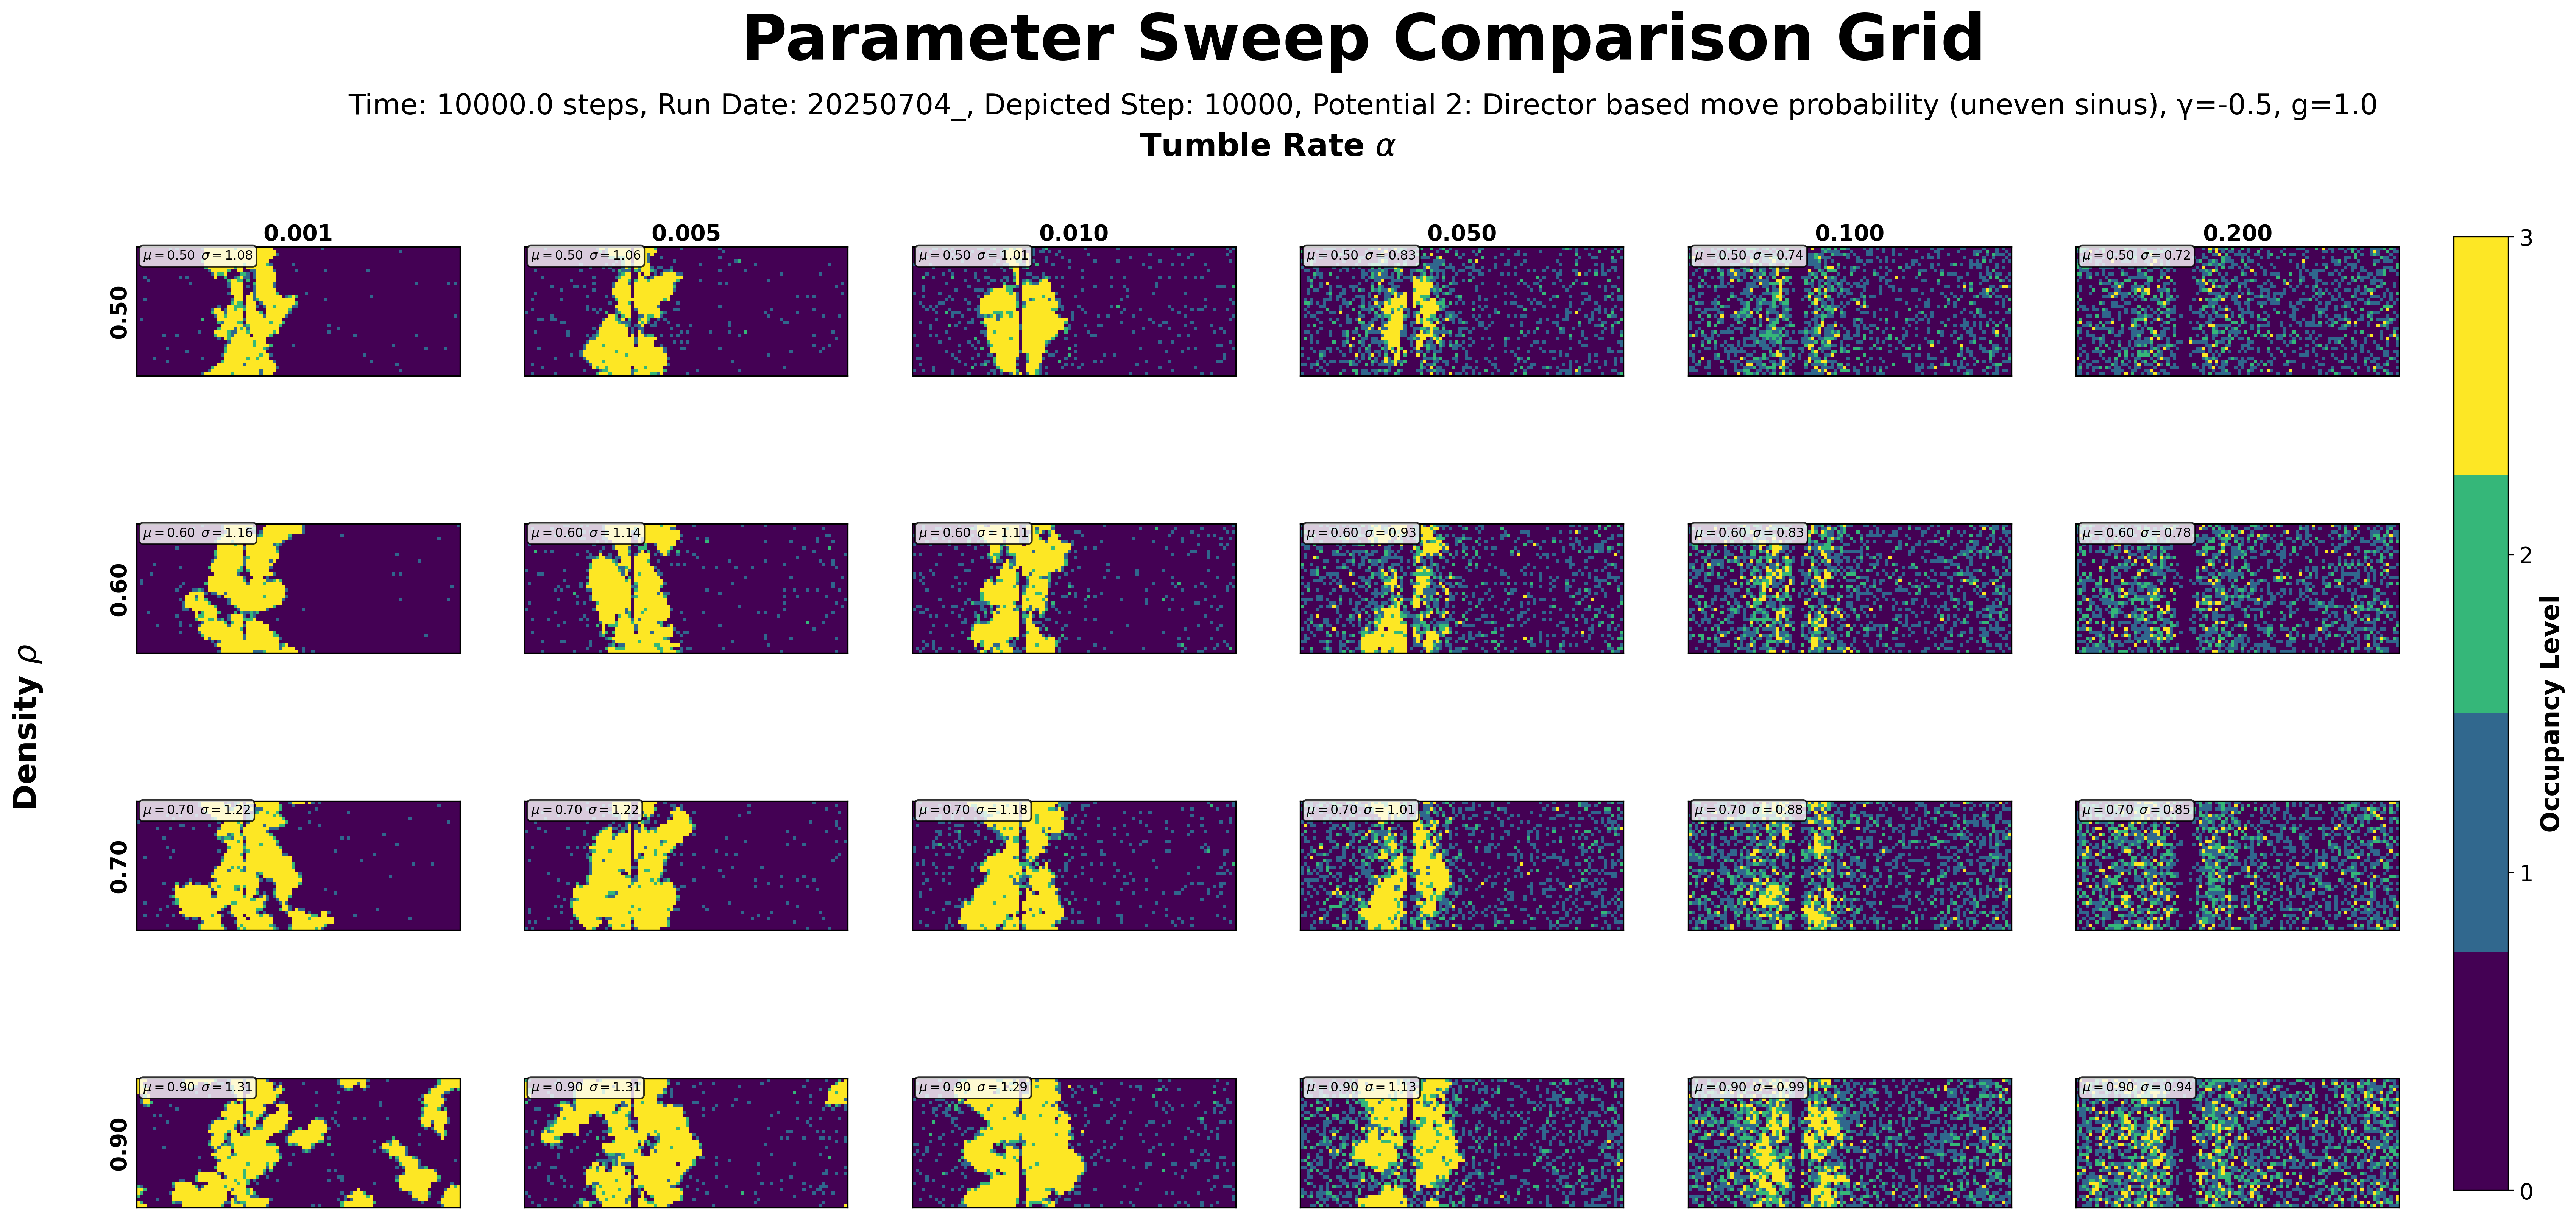 Parameter Sweep Comparison Grid
Time: 10000.0 steps, Run Date: 20250704_, Depicted Step: 10000, Potential 2: Director based move probability (uneven sinus), γ=-0.5, g=1.0
Tumble Rate α
0.001 0.005 0.010 0.050 0.100 0.200
0.50
μ = 0.50 σ = 1.08
μ = 0.50 σ = 1.06
μ = 0.50 σ = 1.01
μ = 0.50 σ = 0.83
μ = 0.50 σ = 0.74
μ = 0.50 σ = 0.72
0.60
μ = 0.60 σ = 1.16
μ = 0.60 σ = 1.14
μ = 0.60 σ = 1.11
μ = 0.60 σ = 0.93
μ = 0.60 σ = 0.83
μ = 0.60 σ = 0.78
0.70
μ = 0.70 σ = 1.22
μ = 0.70 σ = 1.22
μ = 0.70 σ = 1.18
μ = 0.70 σ = 1.01
μ = 0.70 σ = 0.88
μ = 0.70 σ = 0.85
0.90
μ = 0.90 σ = 1.31
μ = 0.90 σ = 1.31
μ = 0.90 σ = 1.29
μ = 0.90 σ = 1.13
μ = 0.90 σ = 0.99
μ = 0.90 σ = 0.94
Density ρ
3
2
1
0
Occupancy Level